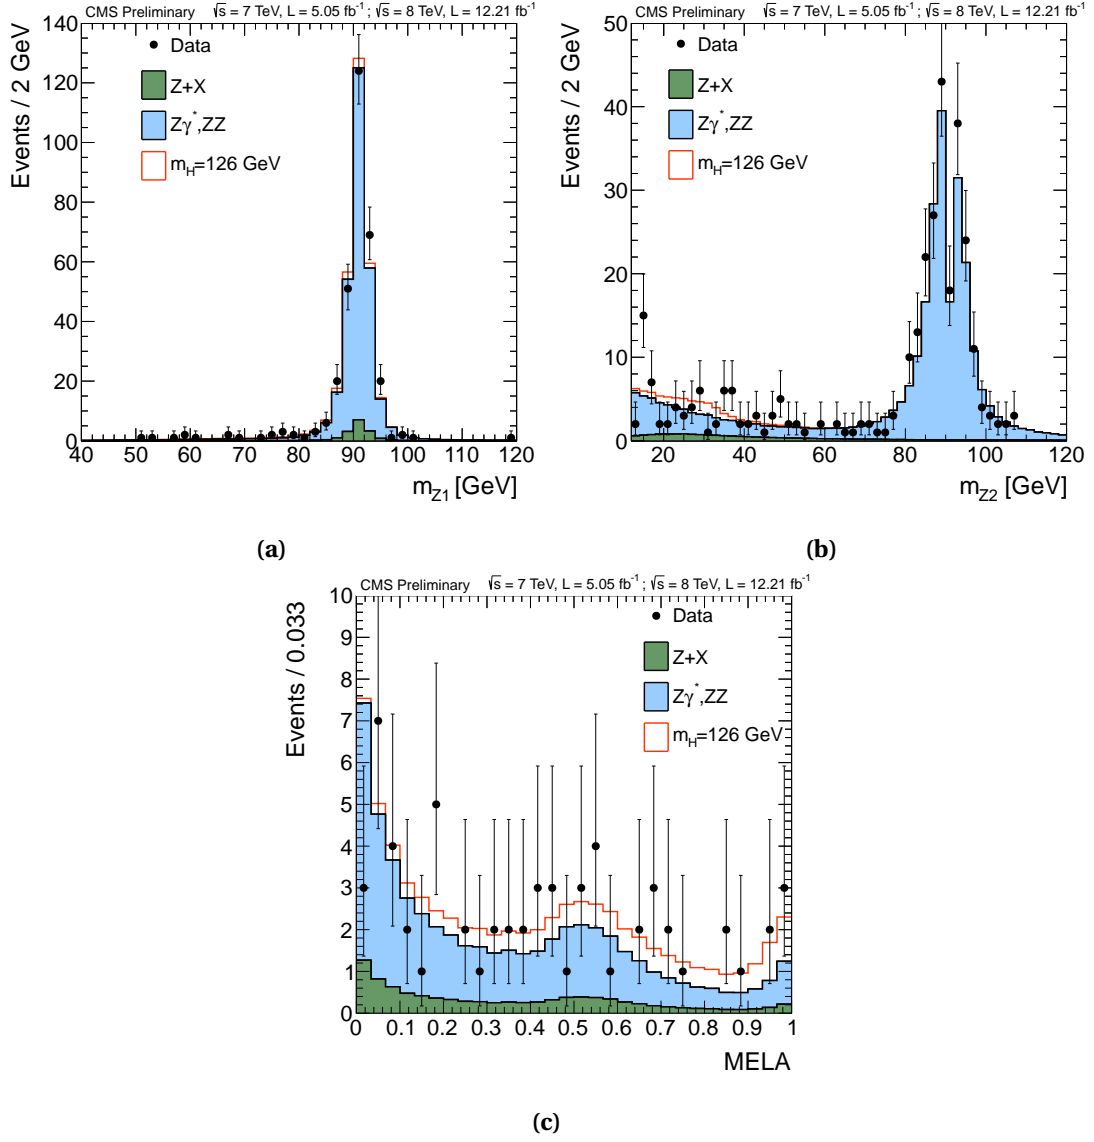 CMS Preliminary √s = 7 TeV, L = 5.05 fb⁻¹ ; √s = 8 TeV, L = 12.21 fb⁻¹
Events / 2 GeV
140
120
100
80
60
40
20
0
Data
Z+X
Zγ*,ZZ
m_H=126 GeV
40 50 60 70 80 90 100 110 120
m_Z1 [GeV]
(a)
CMS Preliminary √s = 7 TeV, L = 5.05 fb⁻¹ ; √s = 8 TeV, L = 12.21 fb⁻¹
Events / 2 GeV
50
40
30
20
10
0
Data
Z+X
Zγ*,ZZ
m_H=126 GeV
20 40 60 80 100 120
m_Z2 [GeV]
(b)
CMS Preliminary √s = 7 TeV, L = 5.05 fb⁻¹ ; √s = 8 TeV, L = 12.21 fb⁻¹
Events / 0.033
10
9
8
7
6
5
4
3
2
1
0
Data
Z+X
Zγ*,ZZ
m_H=126 GeV
0 0.1 0.2 0.3 0.4 0.5 0.6 0.7 0.8 0.9 1
MELA
(c)